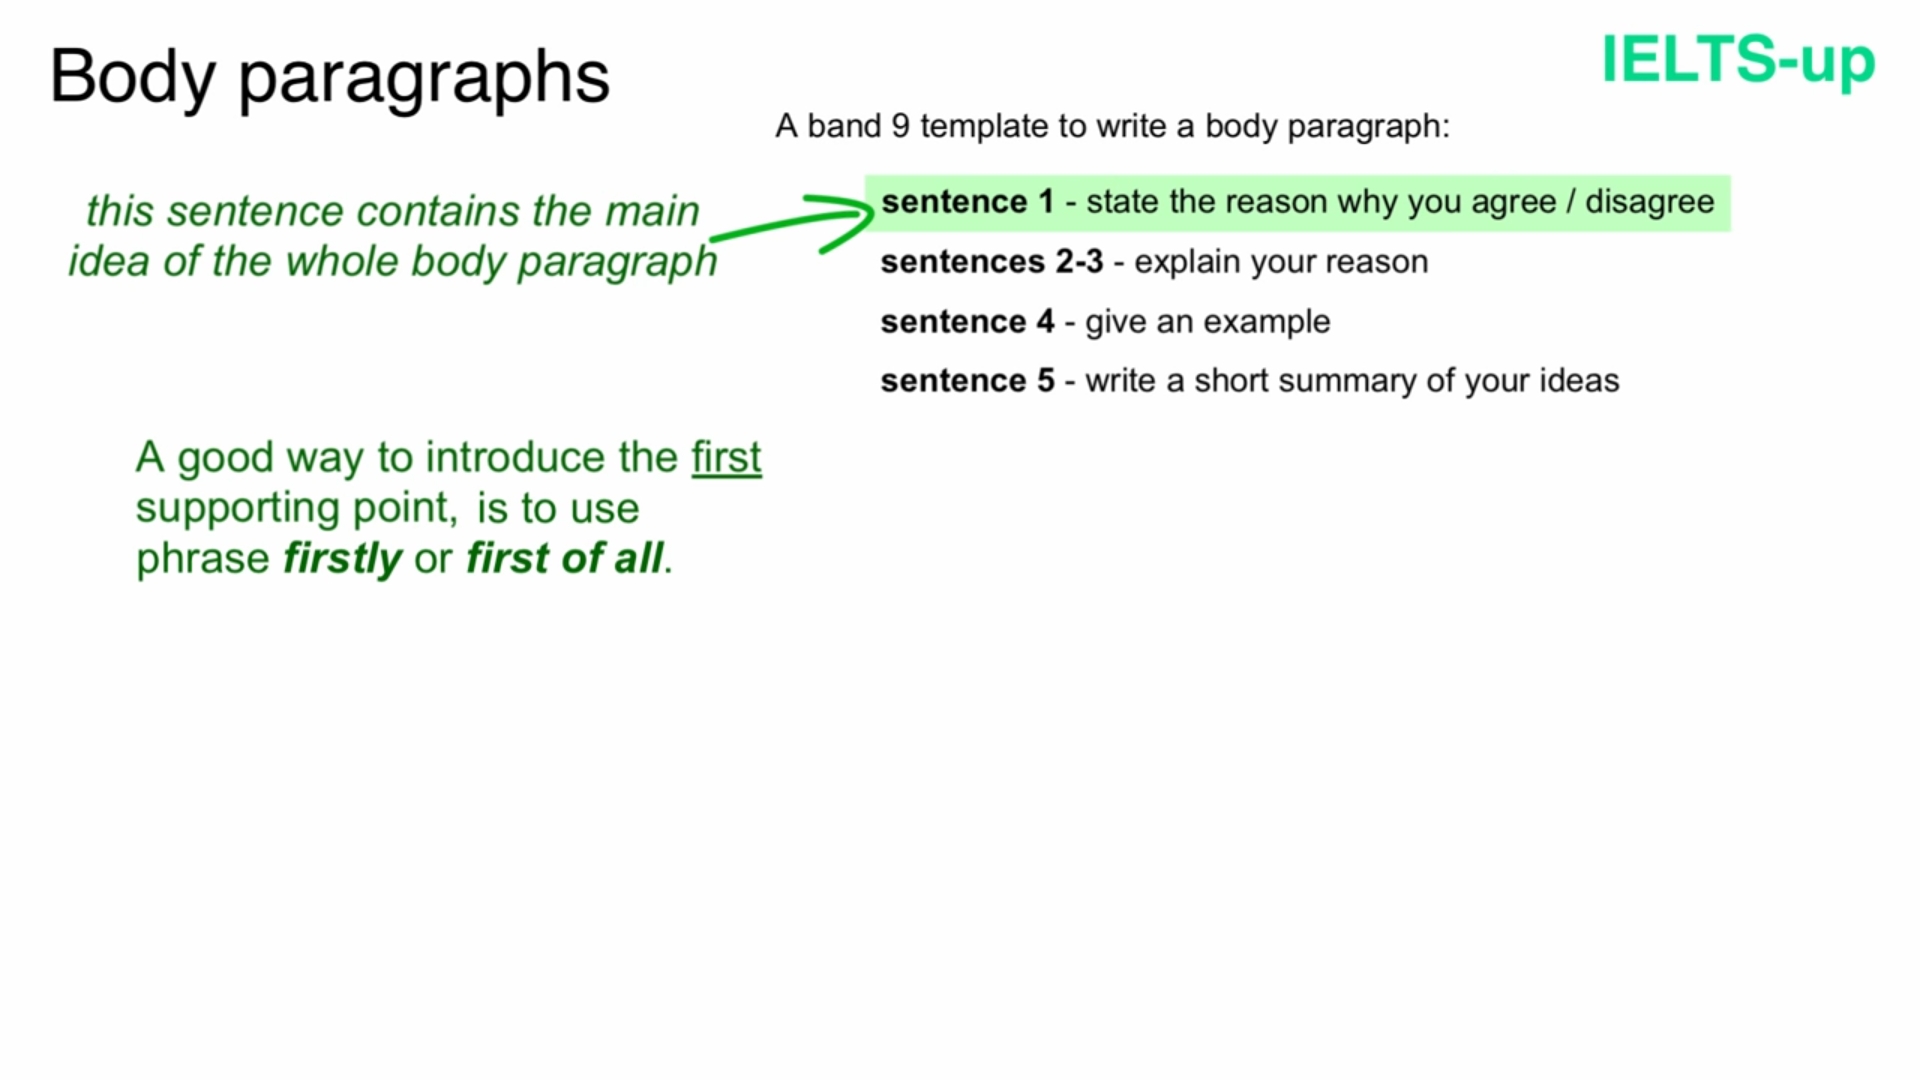 Body paragraphs
IELTS-up
A band 9 template to write a body paragraph:
this sentence contains the main
idea of the whole body paragraph
sentence 1 - state the reason why you agree / disagree
sentences 2-3 - explain your reason
sentence 4 - give an example
sentence 5 - write a short summary of your ideas
A good way to introduce the first
supporting point, is to use
phrase firstly or first of all.